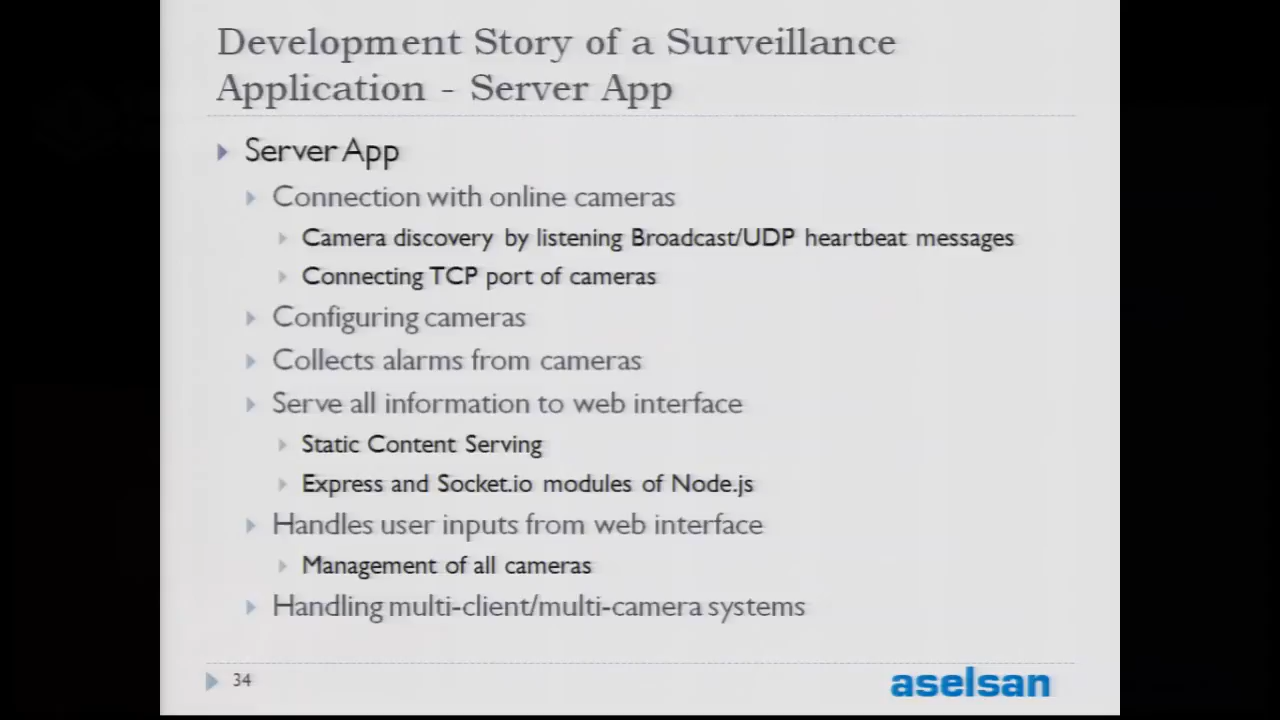 Development Story of a Surveillance
Application - Server App
Server App
Connection with online cameras
Camera discovery by listening Broadcast/UDP heartbeat messages
Connecting TCP port of cameras
Configuring cameras
Collects alarms from cameras
Serve all information to web interface
Static Content Serving
Express and Socket.io modules of Node.js
Handles user inputs from web interface
Management of all cameras
Handling multi-client/multi-camera systems
34
aselsan